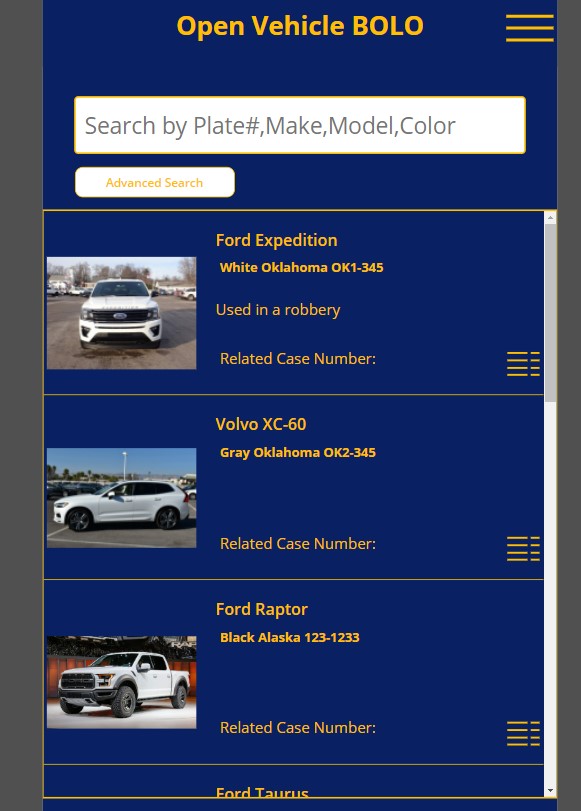 Open Vehicle BOLO
Search by Plate#,Make,Model,Color
Advanced Search
Ford Expedition
White Oklahoma OK1-345
Used in a robbery
Related Case Number:
Volvo XC-60
Gray Oklahoma OK2-345
Related Case Number:
Ford Raptor
Black Alaska 123-1233
Related Case Number:
Ford Taurus